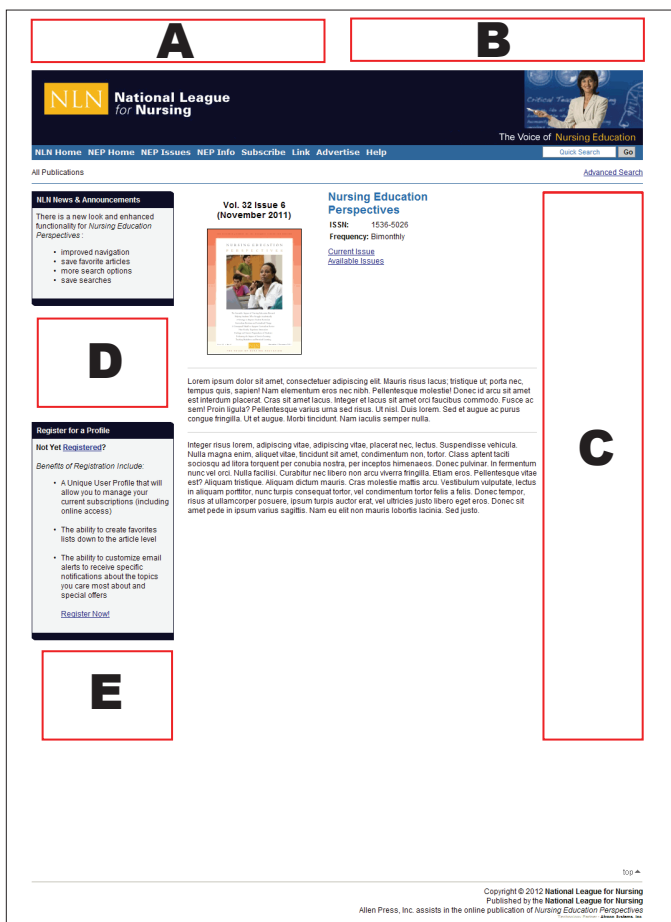 A
B
NLN National League
for Nursing
The Voice of Nursing Education
NLN Home NEP Home NEP Issues NEP Info Subscribe Link Advertise Help
Quick Search Go
All Publications
Advanced Search
NLN News & Announcements
There is a new look and enhanced
functionality for Nursing Education
Perspectives :
• improved navigation
• save favorite articles
• more search options
• save searches
Vol. 32 Issue 6
(November 2011)
NURSING EDUCATION
PERSPECTIVES
Nursing Education
Perspectives
ISSN: 1536-5026
Frequency: Bimonthly
Current Issue
Available Issues
C
D
Lorem ipsum dolor sit amet, consectetuer adipiscing elit. Mauris risus lacus; tristique ut; porta nec,
tempus quis, sapien! Nam elementum eros nec nibh. Pellentesque molestie! Donec id arcu sit amet
est interdum placerat. Cras sit amet lacus. Integer et lacus sit amet orci faucibus commodo. Fusce ac
sem! Proin ligula? Pellentesque varius urna sed risus. Ut nisl. Duis lorem. Sed et augue ac purus
congue fringilla. Ut et augue. Morbi tincidunt. Nam iaculis semper nulla.
Register for a Profile
Not Yet Registered?
Benefits of Registration Include:
• A Unique User Profile that will
allow you to manage your
current subscriptions (including
online access)
• The ability to create favorites
lists down to the article level
• The ability to customize email
alerts to receive specific
notifications about the topics
you care most about and
special offers
Register Now!
Integer risus lorem, adipiscing vitae, adipiscing vitae, placerat nec, lectus. Suspendisse vehicula.
Nulla magna enim, aliquet vitae, tincidunt sit amet, condimentum non, tortor. Class aptent taciti
sociosqu ad litora torquent per conubia nostra, per inceptos himenaeos. Donec pulvinar. In fermentum
nunc vel orci. Nulla facilisi. Curabitur nec libero non arcu viverra fringilla. Etiam eros. Pellentesque vitae
est? Aliquam tristique. Aliquam dictum mauris. Cras molestie mattis arcu. Vestibulum vulputate, lectus
in aliquam porttitor, nunc turpis consequat tortor, vel condimentum tortor felis a felis. Donec tempor,
risus at ullamcorper posuere, ipsum turpis auctor erat, vel ultricies justo libero eget eros. Donec sit
amet pede in ipsum varius sagittis. Nam eu elit non mauris lobortis lacinia. Sed justo.
E
top
Copyright © 2012 National League for Nursing
Published by the National League for Nursing
Allen Press, Inc. assists in the online publication of Nursing Education Perspectives